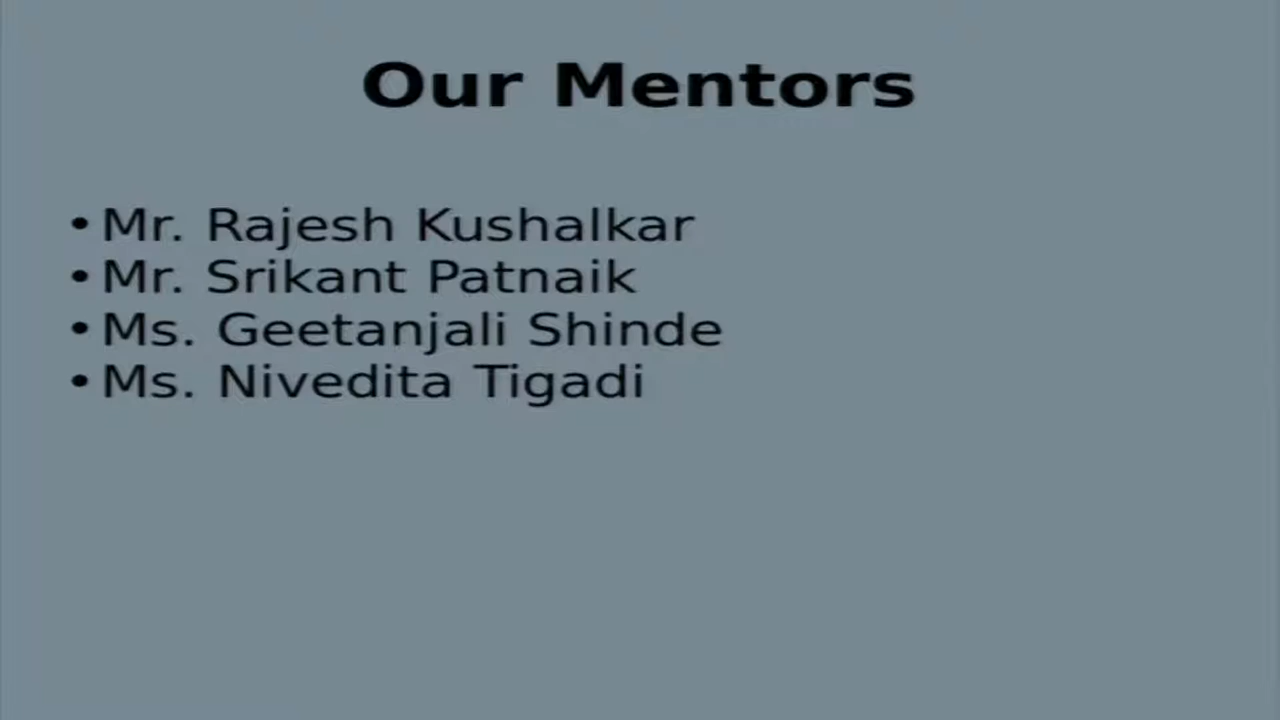 Our Mentors
• Mr. Rajesh Kushalkar
• Mr. Srikant Patnaik
• Ms. Geetanjali Shinde
• Ms. Nivedita Tigadi